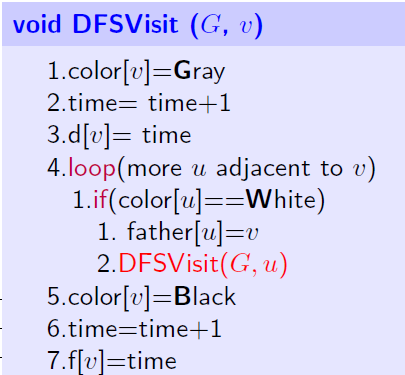 void DFSVisit (G, v)
1.color[v]=Gray
2.time= time+1
3.d[v]= time
4.loop(more u adjacent to v)
1.if(color[u]==White)
1. father[u]=v
2.DFSVisit(G, u)
5.color[v]=Black
6.time=time+1
7.f[v]=time